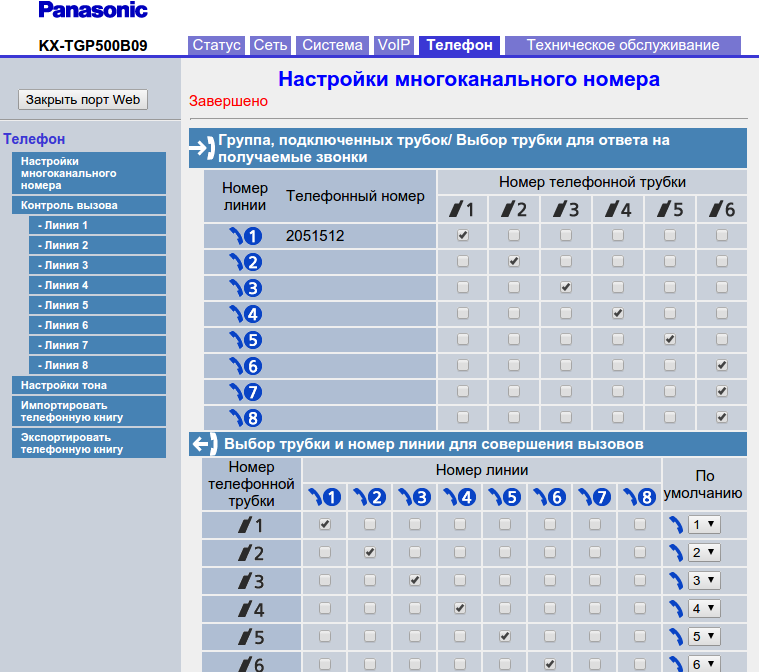 Panasonic
KX-TGP500B09
Статус Сеть Система VoIP Телефон Техническое обслуживание
Закрыть порт Web
Телефон
Настройки
многоканального
номера
Контроль вызова
- Линия 1
- Линия 2
- Линия 3
- Линия 4
- Линия 5
- Линия 6
- Линия 7
- Линия 8
Настройки тона
Импортировать
телефонную книгу
Экспортировать
телефонную книгу
Настройки многоканального номера
Завершено
Группа, подключенных трубок/ Выбор трубки для ответа на
получаемые звонки
Номер
линии
Телефонный номер
Номер телефонной трубки
1 2 3 4 5 6
1 2051512
2
3
4
5
6
7
8
Выбор трубки и номер линии для совершения вызовов
Номер
телефонной
трубки
Номер линии
1 2 3 4 5 6 7 8
По
умолчанию
1 1
2 2
3 3
4 4
5 5
6 6